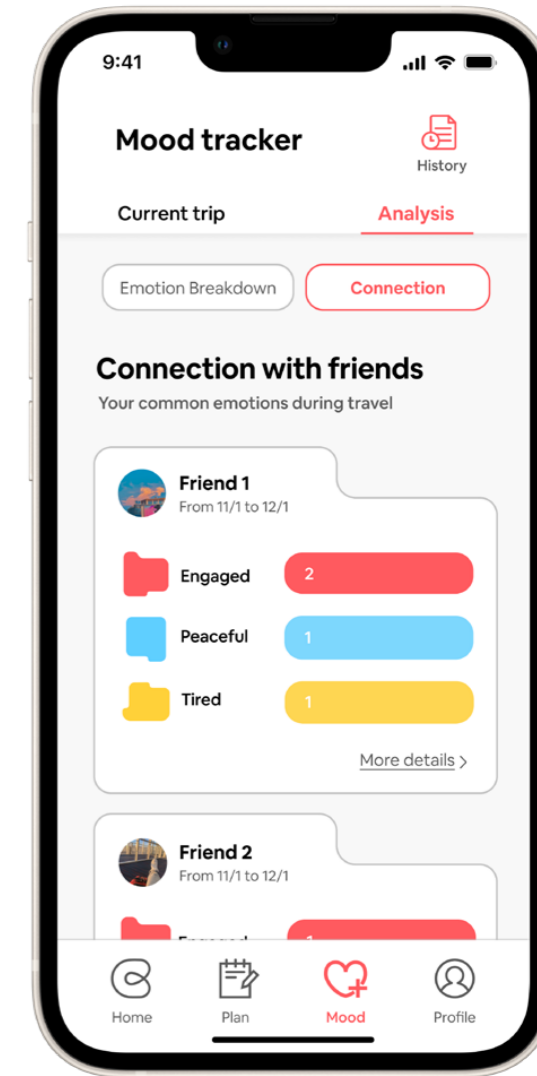 9:41
Mood tracker
History
Current trip
Analysis
Emotion Breakdown
Connection
Connection with friends
Your common emotions during travel
Friend 1
From 11/1 to 12/1
Engaged
2
Peaceful
1
Tired
1
More details >
Friend 2
From 11/1 to 12/1
Home
Plan
Mood
Profile